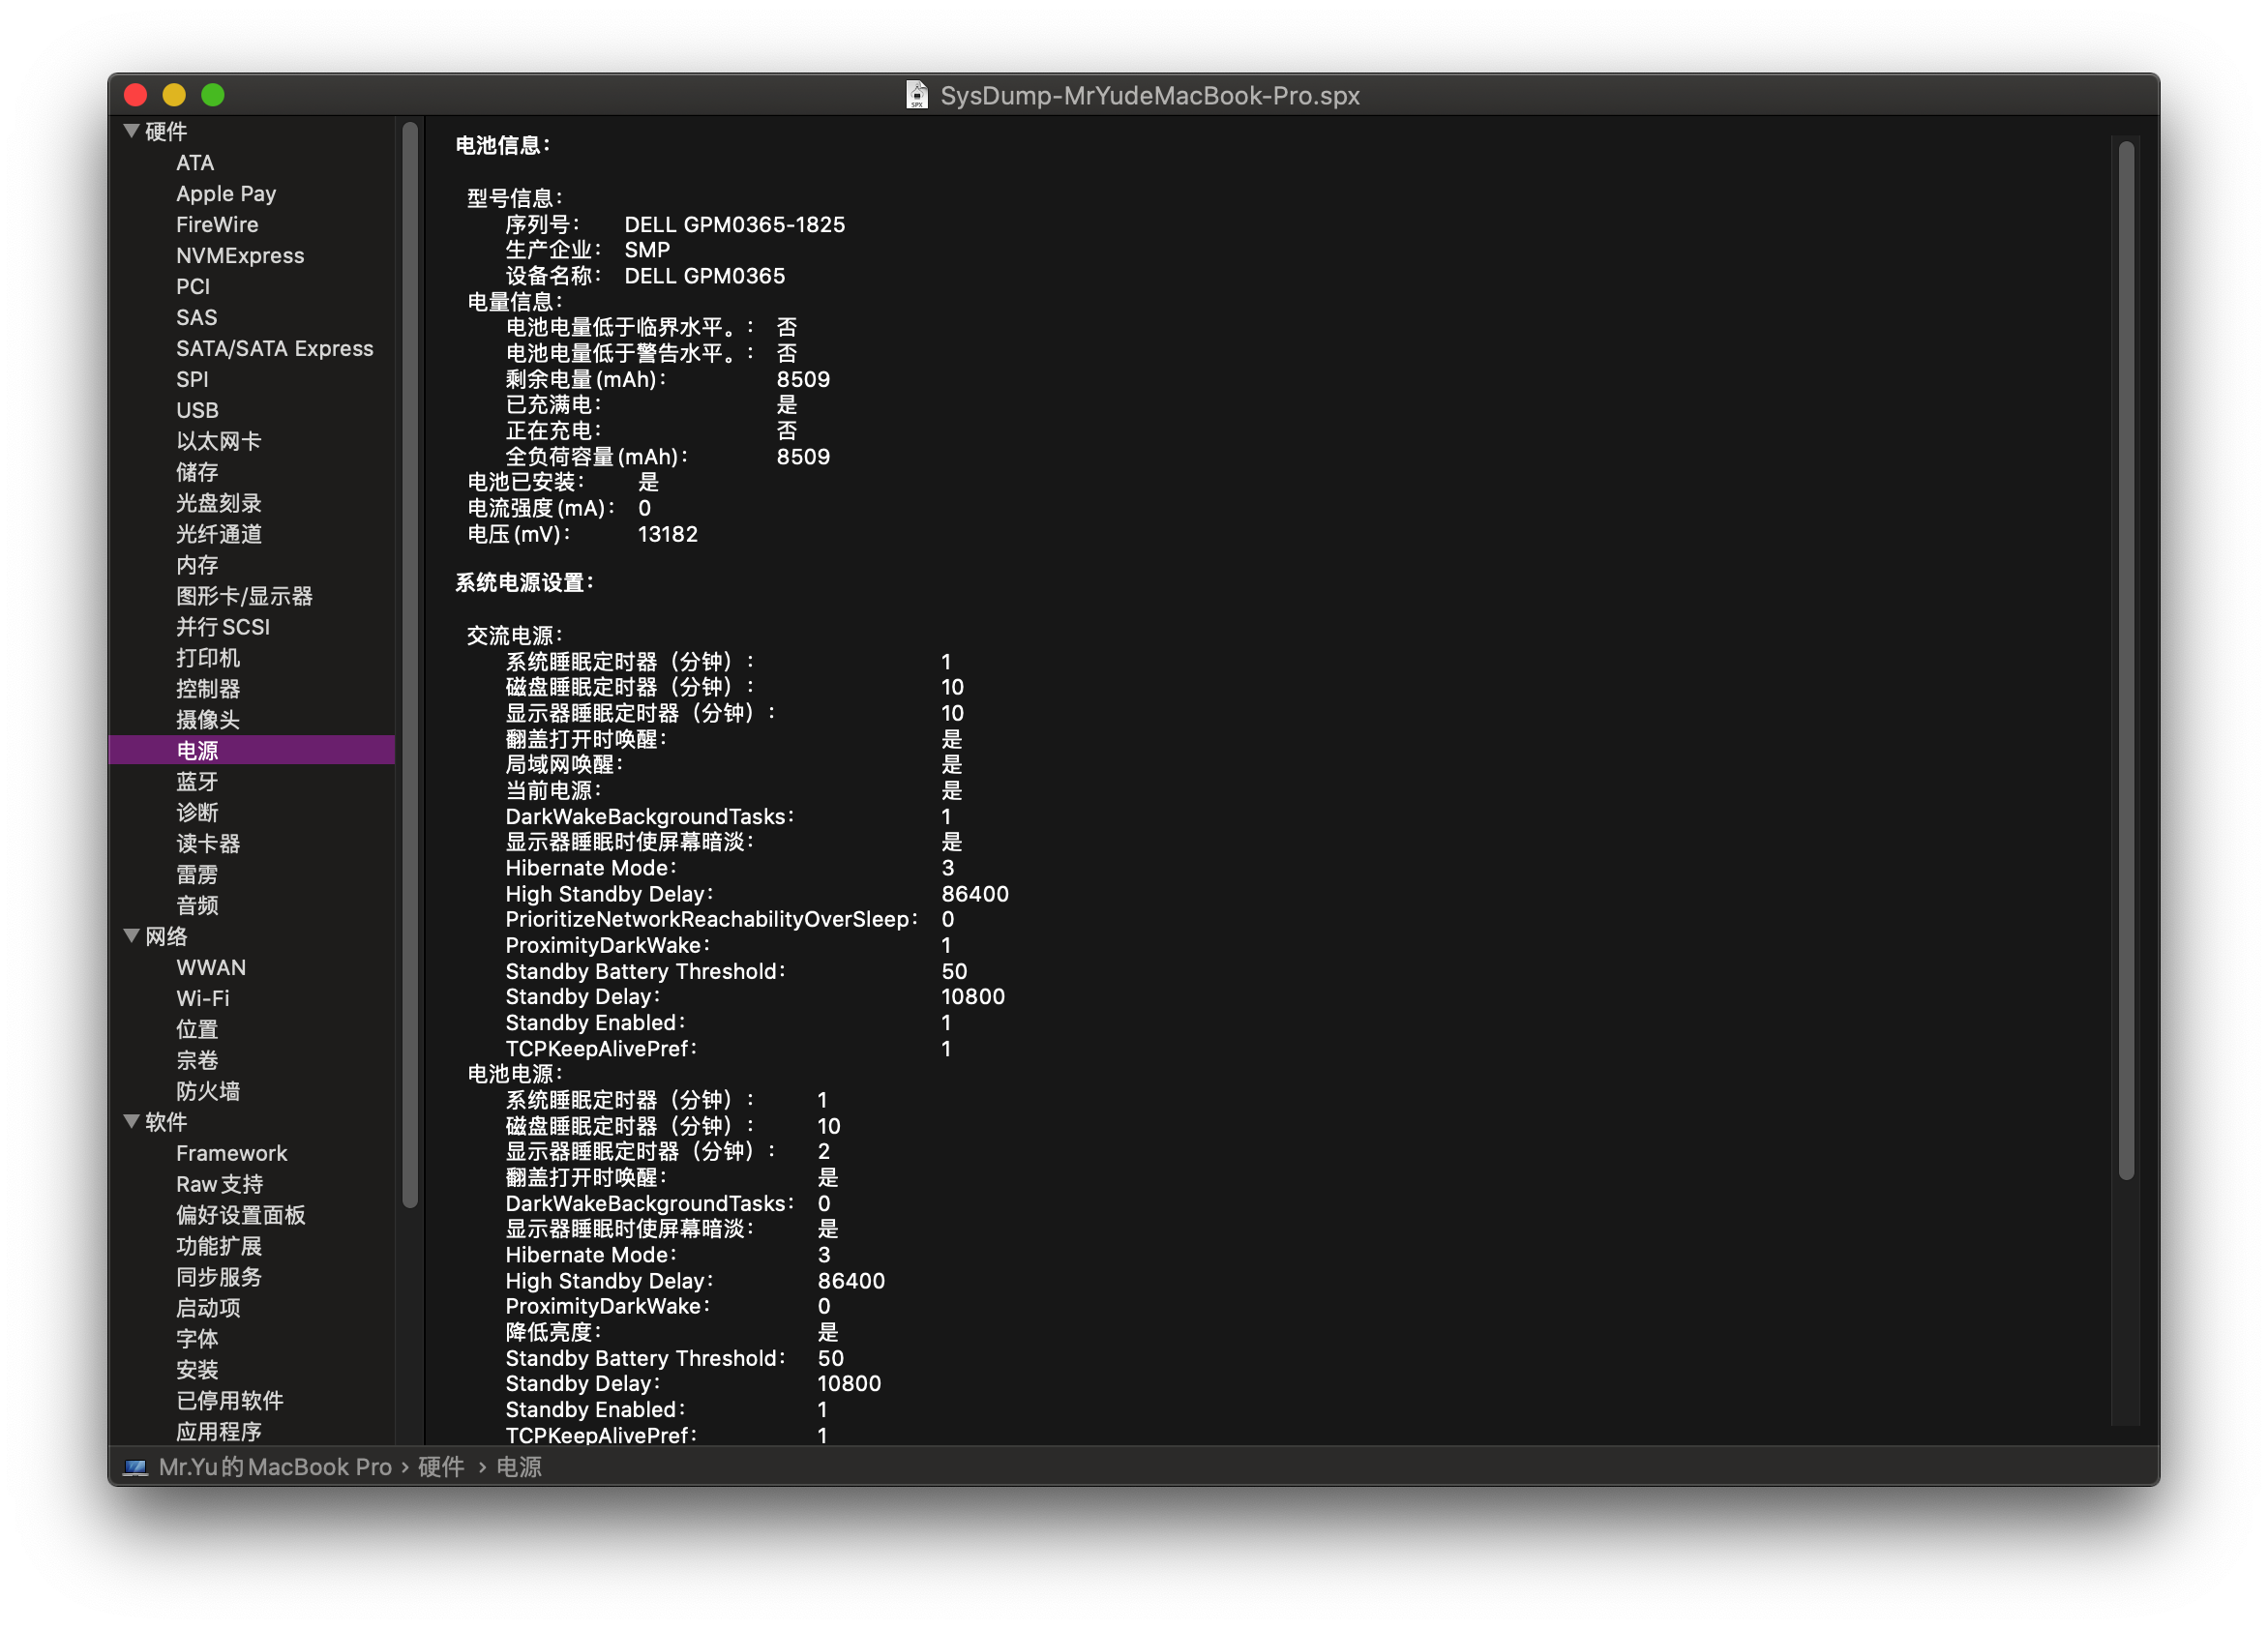 SysDump-MrYudeMacBook-Pro.spx
硬件
ATA
Apple Pay
FireWire
NVMExpress
PCI
SAS
SATA/SATA Express
SPI
USB
以太网卡
储存
光盘刻录
光纤通道
内存
图形卡/显示器
并行 SCSI
打印机
控制器
摄像头
电源
蓝牙
诊断
读卡器
雷雳
音频
网络
WWAN
Wi-Fi
位置
宗卷
防火墙
软件
Framework
Raw 支持
偏好设置面板
功能扩展
同步服务
启动项
字体
安装
已停用软件
应用程序
电池信息：
型号信息：
序列号： DELL GPM0365-1825
生产企业： SMP
设备名称： DELL GPM0365
电量信息：
电池电量低于临界水平。： 否
电池电量低于警告水平。： 否
剩余电量 (mAh)： 8509
已充满电： 是
正在充电： 否
全负荷容量 (mAh)： 8509
电池已安装： 是
电流强度 (mA)： 0
电压 (mV)： 13182
系统电源设置：
交流电源：
系统睡眠定时器（分钟）： 1
磁盘睡眠定时器（分钟）： 10
显示器睡眠定时器（分钟）： 10
翻盖打开时唤醒： 是
局域网唤醒： 是
当前电源： 是
DarkWakeBackgroundTasks： 1
显示器睡眠时使屏幕暗淡： 是
Hibernate Mode： 3
High Standby Delay： 86400
PrioritizeNetworkReachabilityOverSleep： 0
ProximityDarkWake： 1
Standby Battery Threshold： 50
Standby Delay： 10800
Standby Enabled： 1
TCPKeepAlivePref： 1
电池电源：
系统睡眠定时器（分钟）： 1
磁盘睡眠定时器（分钟）： 10
显示器睡眠定时器（分钟）： 2
翻盖打开时唤醒： 是
DarkWakeBackgroundTasks： 0
显示器睡眠时使屏幕暗淡： 是
Hibernate Mode： 3
High Standby Delay： 86400
ProximityDarkWake： 0
降低亮度： 是
Standby Battery Threshold： 50
Standby Delay： 10800
Standby Enabled： 1
TCPKeepAlivePref： 1
Mr.Yu的MacBook Pro › 硬件 › 电源